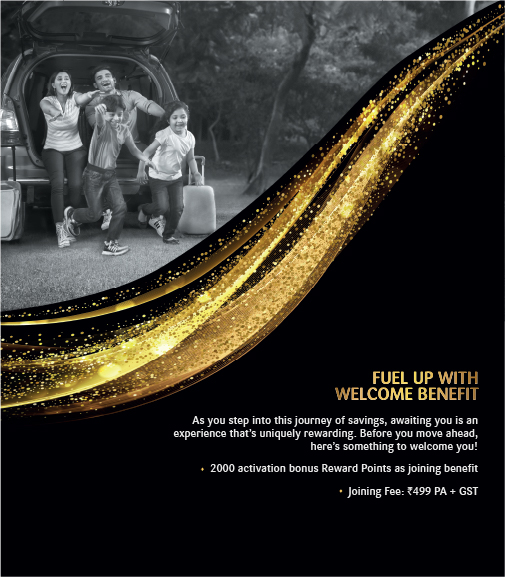 FUEL UP WITH
WELCOME BENEFIT
As you step into this journey of savings, awaiting you is an
experience that's uniquely rewarding. Before you move ahead,
here's something to welcome you!
• 2000 activation bonus Reward Points as joining benefit
• Joining Fee: ₹499 PA + GST